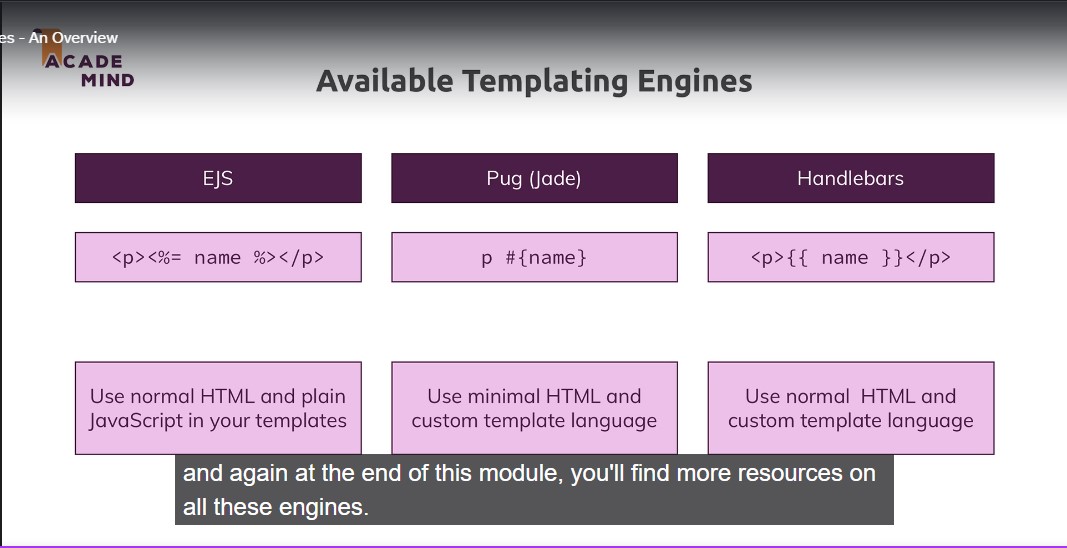 es - An Overview
ACADE
MIND
Available Templating Engines
EJS
Pug (Jade)
Handlebars
<p><%= name %></p>
p #{name}
<p>{{ name }}</p>
Use normal HTML and plain
JavaScript in your templates
Use minimal HTML and
custom template language
Use normal HTML and
custom template language
and again at the end of this module, you'll find more resources on
all these engines.